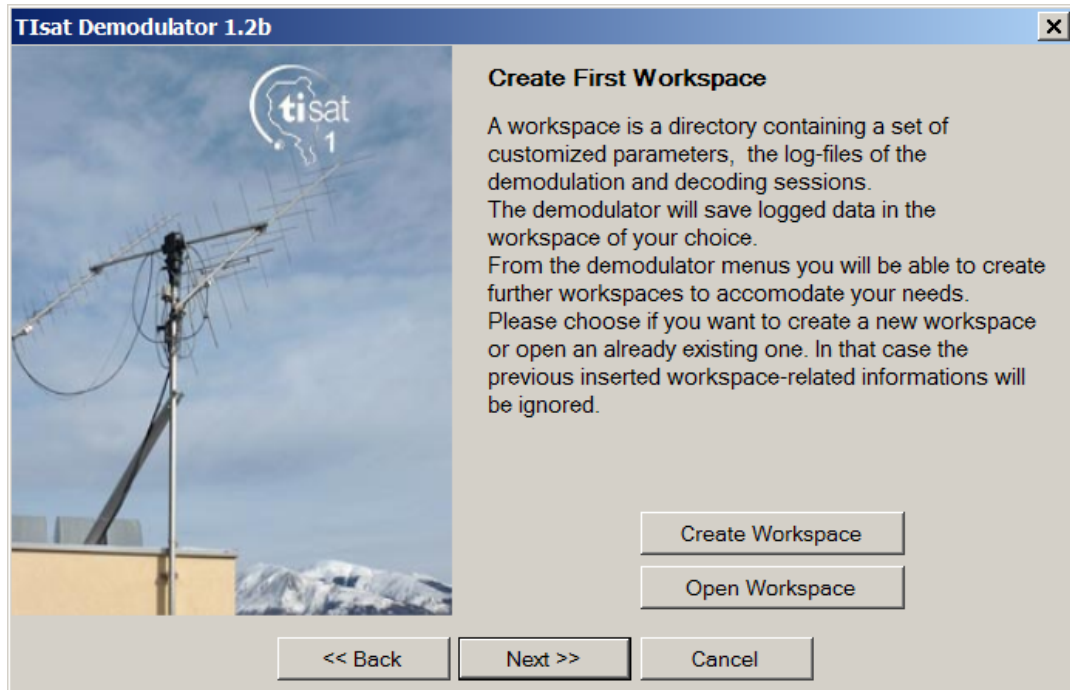 TIsat Demodulator 1.2b
tisat
1
Create First Workspace
A workspace is a directory containing a set of
customized parameters,  the log-files of the
demodulation and decoding sessions.
The demodulator will save logged data in the
workspace of your choice.
From the demodulator menus you will be able to create
further workspaces to accomodate your needs.
Please choose if you want to create a new workspace
or open an already existing one. In that case the
previous inserted workspace-related informations will
be ignored.
Create Workspace
Open Workspace
<< Back
Next >>
Cancel